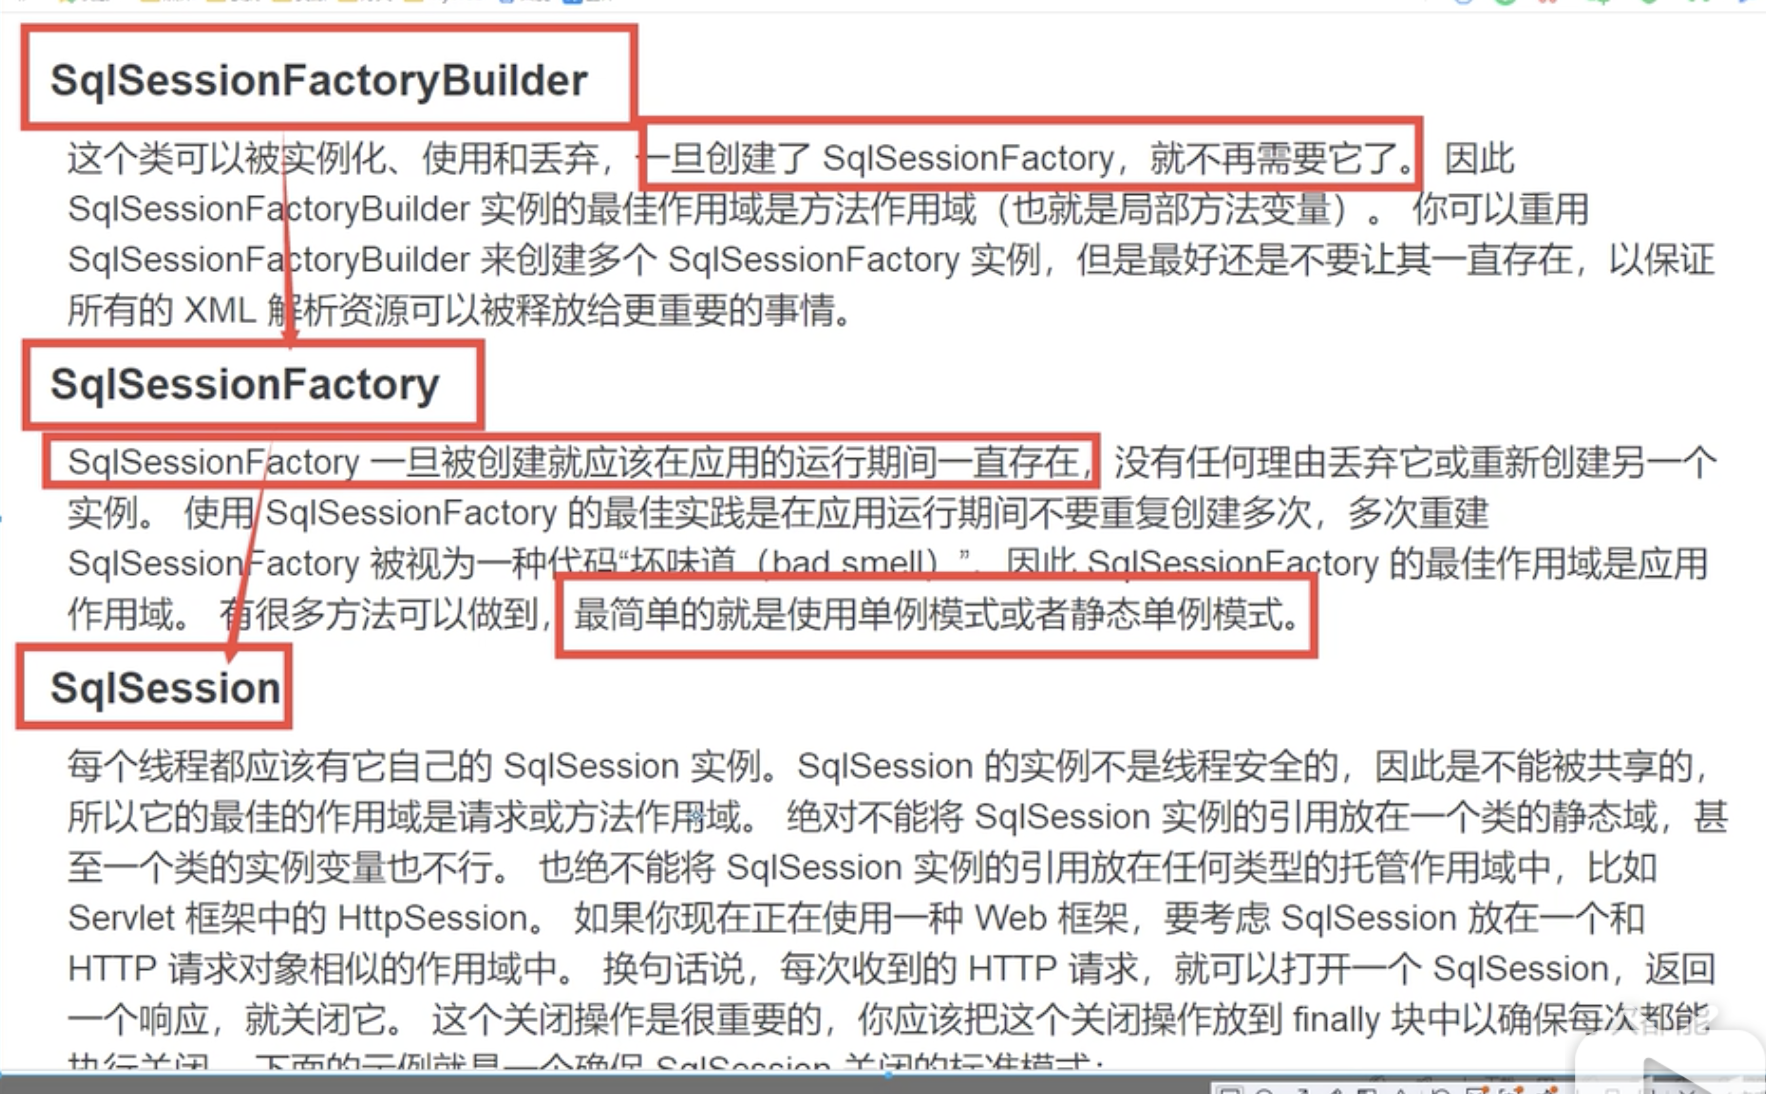 SqlSessionFactoryBuilder
这个类可以被实例化、使用和丢弃，一旦创建了 SqlSessionFactory，就不再需要它了。 因此
SqlSessionFactoryBuilder 实例的最佳作用域是方法作用域（也就是局部方法变量）。 你可以重用
SqlSessionFactoryBuilder 来创建多个 SqlSessionFactory 实例，但是最好还是不要让其一直存在，以保证
所有的 XML 解析资源可以被释放给更重要的事情。
SqlSessionFactory
SqlSessionFactory 一旦被创建就应该在应用的运行期间一直存在，没有任何理由丢弃它或重新创建另一个
实例。 使用 SqlSessionFactory 的最佳实践是在应用运行期间不要重复创建多次，多次重建
SqlSessionFactory 被视为一种代码“坏味道（bad smell）”。因此 SqlSessionFactory 的最佳作用域是应用
作用域。 有很多方法可以做到，最简单的就是使用单例模式或者静态单例模式。
SqlSession
每个线程都应该有它自己的 SqlSession 实例。SqlSession 的实例不是线程安全的，因此是不能被共享的，
所以它的最佳的作用域是请求或方法作用域。 绝对不能将 SqlSession 实例的引用放在一个类的静态域，甚
至一个类的实例变量也不行。 也绝不能将 SqlSession 实例的引用放在任何类型的托管作用域中，比如
Servlet 框架中的 HttpSession。 如果你现在正在使用一种 Web 框架，要考虑 SqlSession 放在一个和
HTTP 请求对象相似的作用域中。 换句话说，每次收到的 HTTP 请求，就可以打开一个 SqlSession，返回
一个响应，就关闭它。 这个关闭操作是很重要的，你应该把这个关闭操作放到 finally 块中以确保每次都能
执行关闭。 下面的示例就是一个确保 SqlSession 关闭的标准模式：